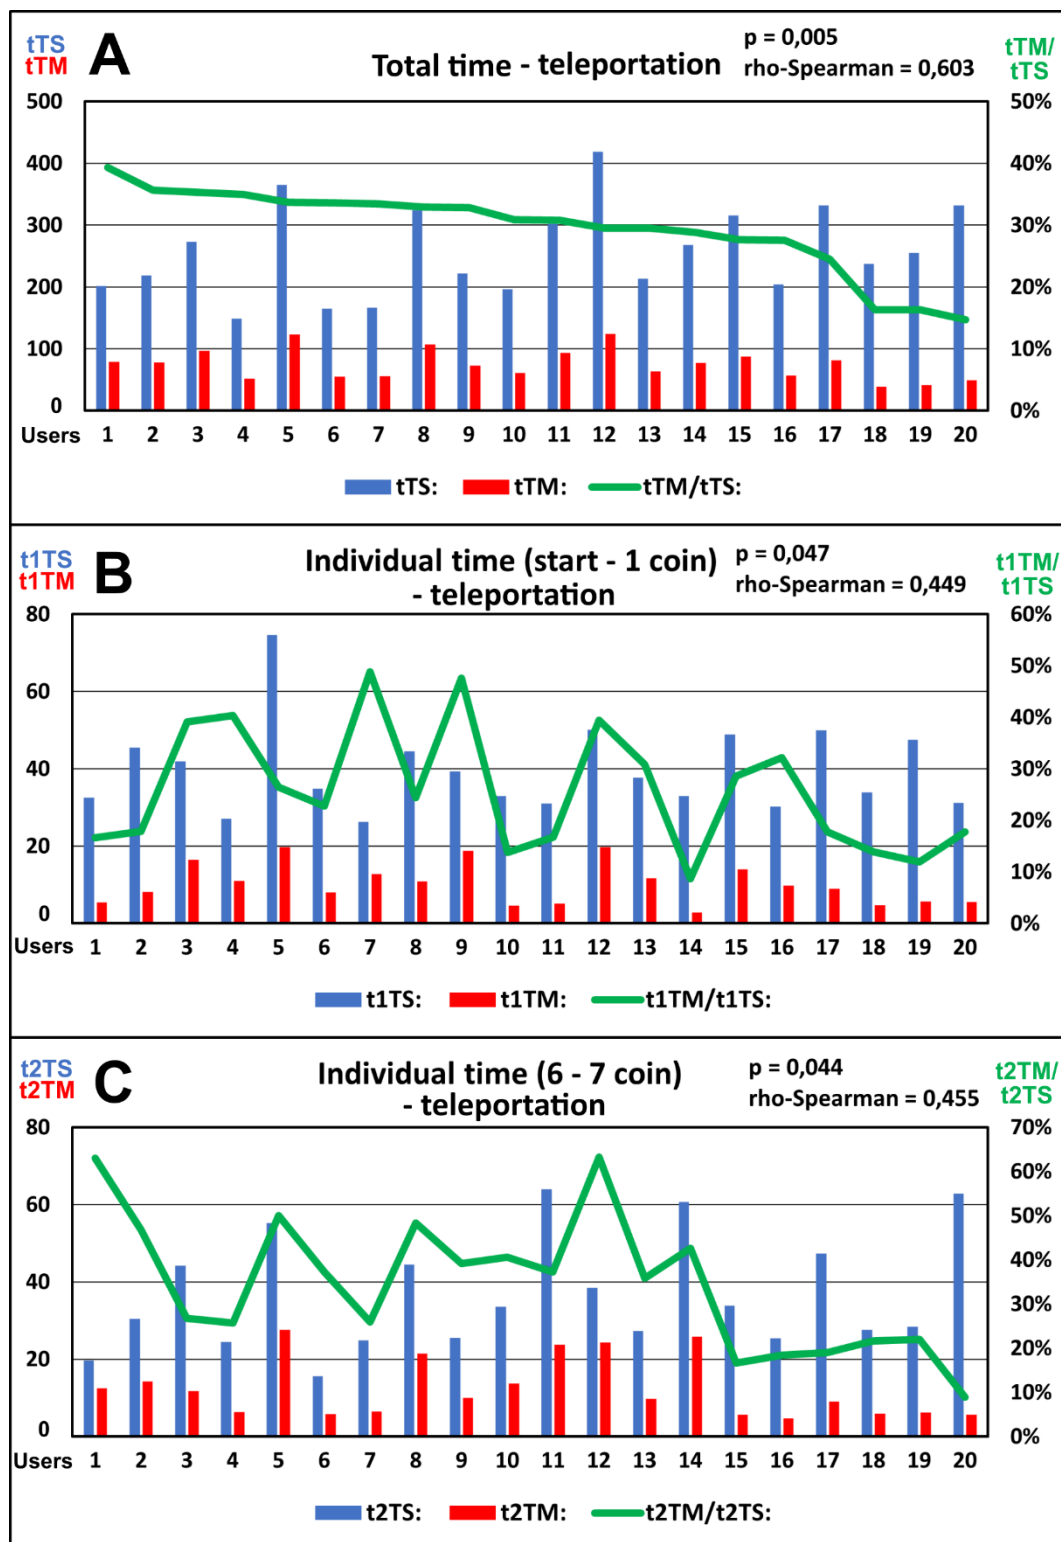 tTS
tTM
A
Total time - teleportation
p = 0,005
rho-Spearman = 0,603
tTM/
tTS
500
400
300
200
100
0
50%
40%
30%
20%
10%
0%
Users 1 2 3 4 5 6 7 8 9 10 11 12 13 14 15 16 17 18 19 20
tTS: tTM: tTM/tTS:
t1TS
t1TM
B
Individual time (start - 1 coin)
- teleportation
p = 0,047
rho-Spearman = 0,449
t1TM/
t1TS
80
60
40
20
0
60%
50%
40%
30%
20%
10%
0%
Users 1 2 3 4 5 6 7 8 9 10 11 12 13 14 15 16 17 18 19 20
t1TS: t1TM: t1TM/t1TS:
t2TS
t2TM
C
Individual time (6 - 7 coin)
- teleportation
p = 0,044
rho-Spearman = 0,455
t2TM/
t2TS
80
60
40
20
0
70%
60%
50%
40%
30%
20%
10%
0%
Users 1 2 3 4 5 6 7 8 9 10 11 12 13 14 15 16 17 18 19 20
t2TS: t2TM: t2TM/t2TS: